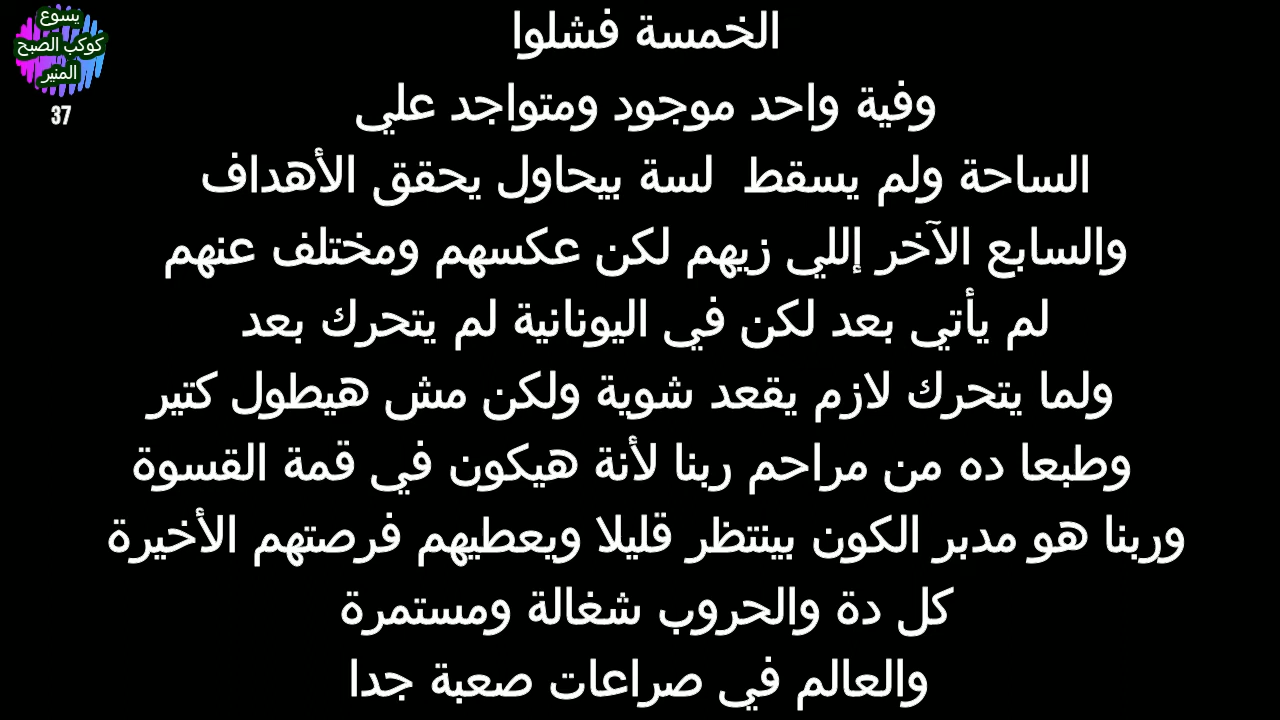 يسوع
كوكب الصبح
المنير
37
الخمسة فشلوا
وفية واحد موجود ومتواجد علي
الساحة ولم يسقط لسة بيحاول يحقق الأهداف
والسابع الآخر إللي زيهم لكن عكسهم ومختلف عنهم
لم يأتي بعد لكن في اليونانية لم يتحرك بعد
ولما يتحرك لازم يقعد شوية ولكن مش هيطول كتير
وطبعا ده من مراحم ربنا لأنة هيكون في قمة القسوة
وربنا هو مدبر الكون بينتظر قليلا ويعطيهم فرصتهم الأخيرة
كل دة والحروب شغالة ومستمرة
والعالم في صراعات صعبة جدا